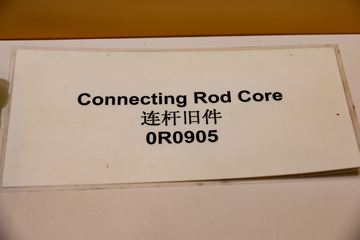 Connecting Rod Core
连杆旧件
0R0905